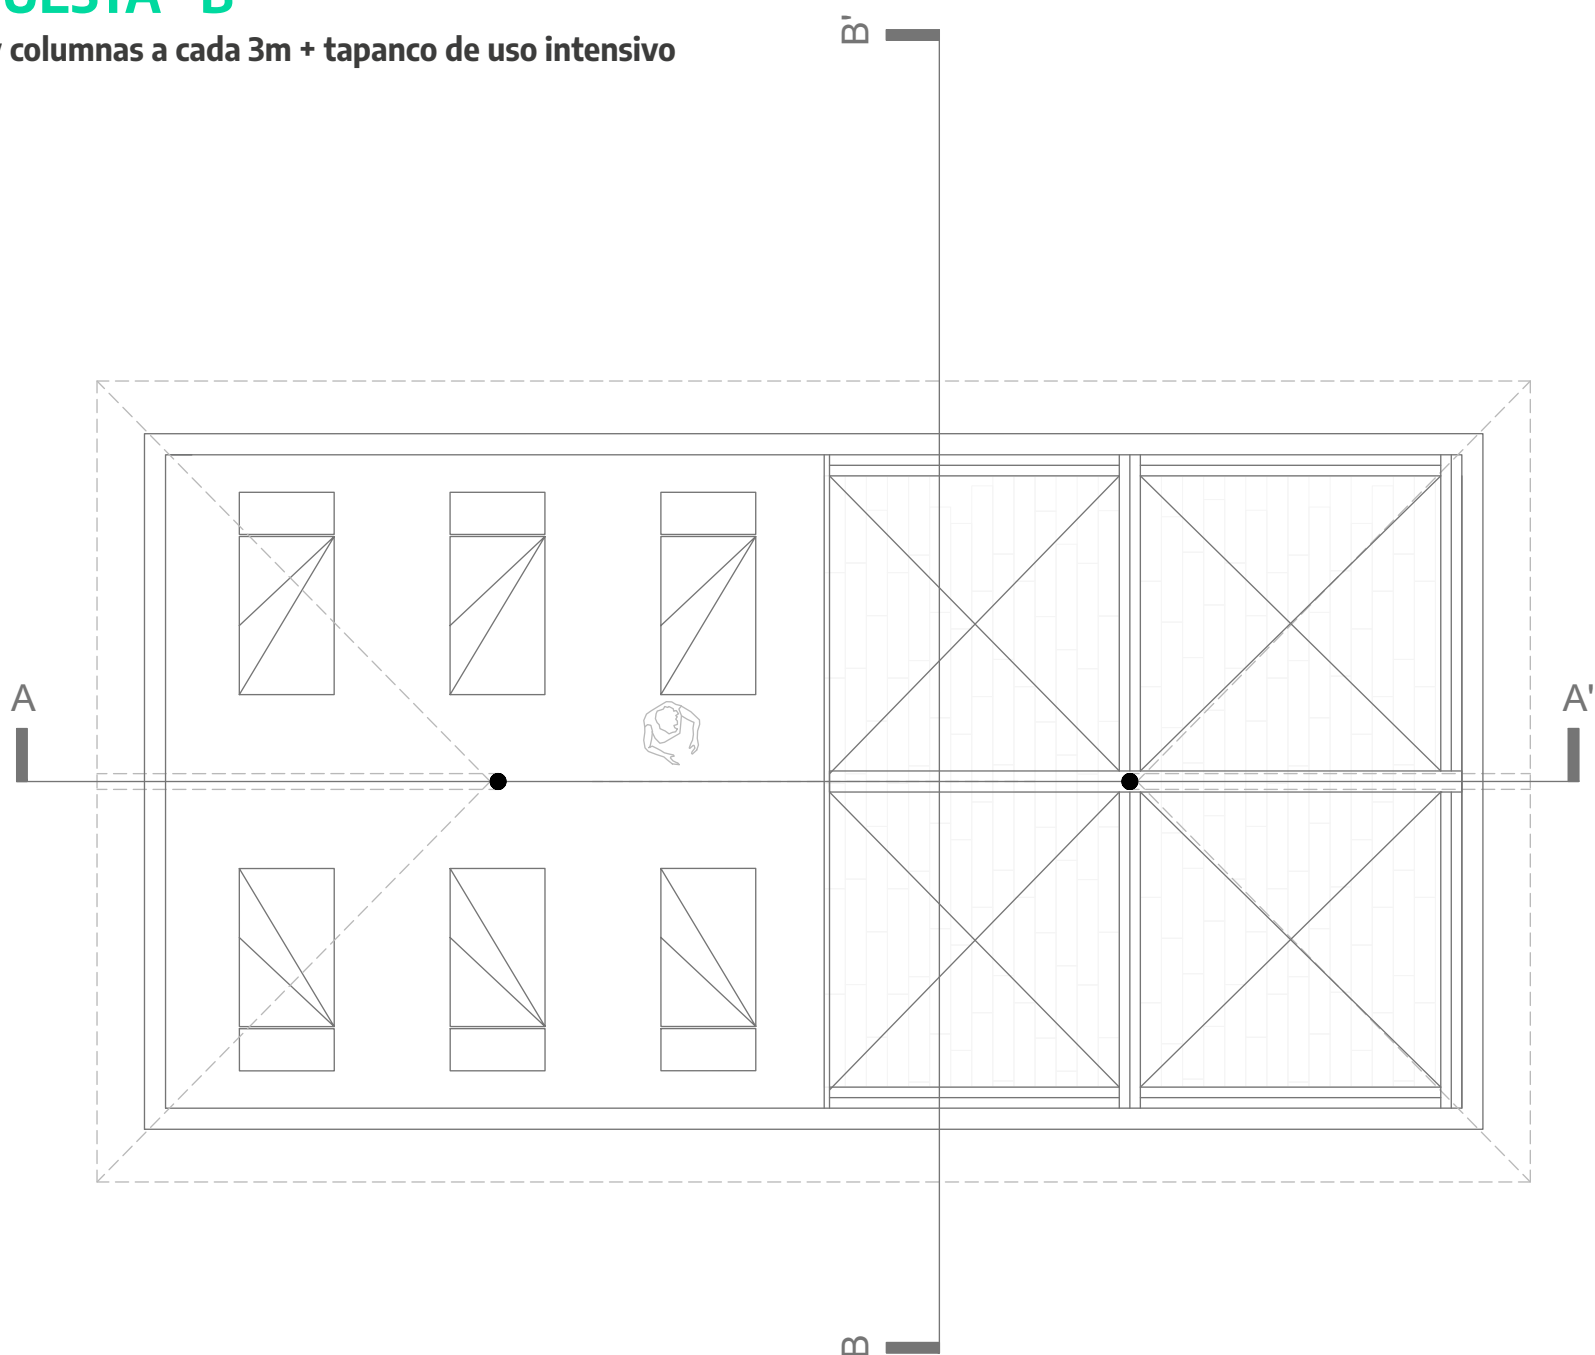 "B"
columnas a cada 3m + tapanco de uso intensivo
B'
A
A'
B